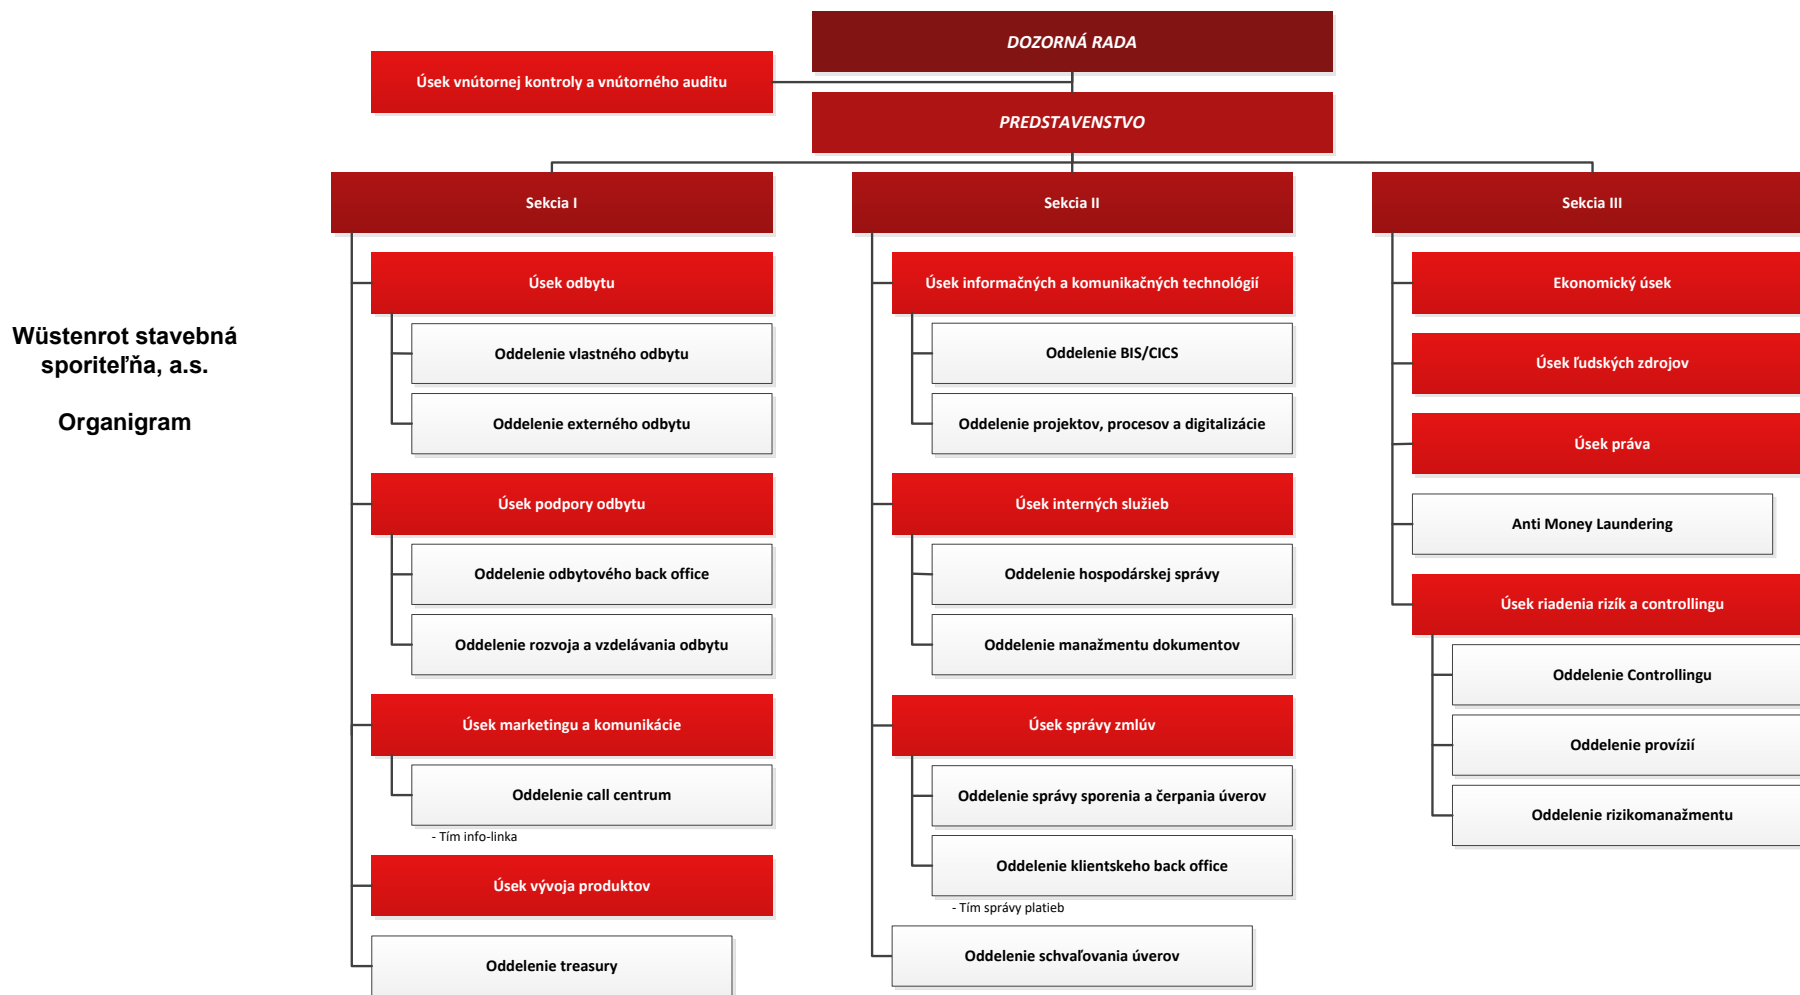 DOZORNÁ RADA
Úsek vnútornej kontroly a vnútorného auditu
PREDSTAVENSTVO
Wüstenrot stavebná
sporiteľňa, a.s.
Organigram
Sekcia I
Úsek odbytu
Oddelenie vlastného odbytu
Oddelenie externého odbytu
Úsek podpory odbytu
Oddelenie odbytového back office
Oddelenie rozvoja a vzdelávania odbytu
Úsek marketingu a komunikácie
Oddelenie call centrum
- Tím info-linka
Úsek vývoja produktov
Oddelenie treasury
Sekcia II
Úsek informačných a komunikačných technológií
Oddelenie BIS/CICS
Oddelenie projektov, procesov a digitalizácie
Úsek interných služieb
Oddelenie hospodárskej správy
Oddelenie manažmentu dokumentov
Úsek správy zmlúv
Oddelenie správy sporenia a čerpania úverov
Oddelenie klientskeho back office
- Tím správy platieb
Oddelenie schvaľovania úverov
Sekcia III
Ekonomický úsek
Úsek ľudských zdrojov
Úsek práva
Anti Money Laundering
Úsek riadenia rizík a controllingu
Oddelenie Controllingu
Oddelenie provízií
Oddelenie rizikomanažmentu